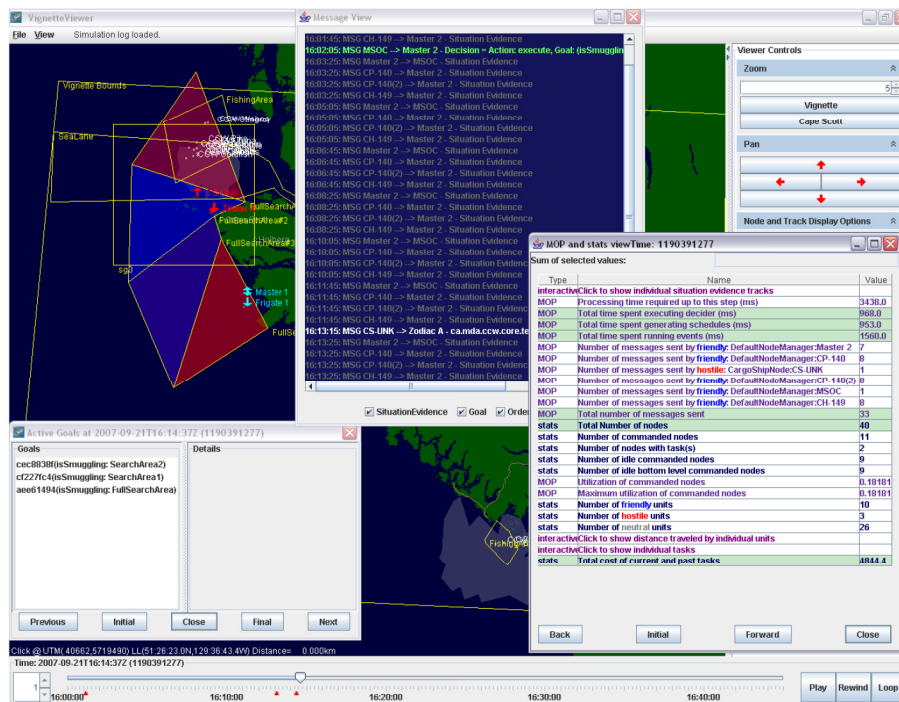 VignetteViewer
File View Simulation log loaded.
Vignette Bounds
FishingArea
SeaLane
FullSearchArea#2
FullSearchArea#3
sg0
Master 1
Frigate 1
Message View
16:01:45: MSG CH-149 --> Master 2 - Situation Evidence
16:02:05: MSG MSOC --> Master 2 - Decision = Action: execute, Goal: (isSmugglin
16:03:25: MSG Master 2 --> MSOC - Situation Evidence
16:03:25: MSG CP-140 --> Master 2 - Situation Evidence
16:03:25: MSG CP-140(2) --> Master 2 - Situation Evidence
16:03:25: MSG CH-149 --> Master 2 - Situation Evidence
16:05:05: MSG Master 2 --> MSOC - Situation Evidence
16:05:05: MSG CP-140 --> Master 2 - Situation Evidence
16:05:05: MSG CP-140(2) --> Master 2 - Situation Evidence
16:05:05: MSG CH-149 --> Master 2 - Situation Evidence
16:06:45: MSG Master 2 --> MSOC - Situation Evidence
16:06:45: MSG CP-140 --> Master 2 - Situation Evidence
16:06:45: MSG CP-140(2) --> Master 2 - Situation Evidence
16:06:45: MSG CH-149 --> Master 2 - Situation Evidence
16:08:25: MSG Master 2 --> MSOC - Situation Evidence
16:08:25: MSG CP-140 --> Master 2 - Situation Evidence
16:08:25: MSG CP-140(2) --> Master 2 - Situation Evidence
16:08:25: MSG CH-149 --> Master 2 - Situation Evidence
16:10:05: MSG Master 2 --> MSOC - Situation Evidence
16:10:05: MSG CP-140 --> Master 2 - Situation Evidence
16:10:05: MSG CP-140(2) --> Master 2 - Situation Evidence
16:10:05: MSG CH-149 --> Master 2 - Situation Evidence
16:11:45: MSG Master 2 --> MSOC - Situation Evidence
16:11:45: MSG CP-140 --> Master 2 - Situation Evidence
16:11:45: MSG CP-140(2) --> Master 2 - Situation Evidence
16:11:45: MSG CH-149 --> Master 2 - Situation Evidence
16:13:15: MSG CS-UNK --> Zodiac A - ca.mda.ccw.core.te
16:13:25: MSG Master 2 --> MSOC - Situation Evidence
16:13:25: MSG CP-140 --> Master 2 - Situation Evidence
16:13:25: MSG CP-140(2) --> Master 2 - Situation Evidence
16:13:25: MSG CH-149 --> Master 2 - Situation Evidence
SituationEvidence Goal Order
Viewer Controls
Zoom
5
Vignette
Cape Scott
Pan
Node and Track Display Options
MOP and stats viewTime: 1190391277
Sum of selected values:
Type Name Value
interactive Click to show individual situation evidence tracks
MOP Processing time required up to this step (ms) 3438.0
MOP Total time spent executing decider (ms) 968.0
MOP Total time spent generating schedules (ms) 953.0
MOP Total time spent running events (ms) 1560.0
MOP Number of messages sent by friendly: DefaultNodeManager:Master 2 7
MOP Number of messages sent by friendly: DefaultNodeManager:CP-140 8
MOP Number of messages sent by hostile: CargoShipNode:CS-UNK 1
MOP Number of messages sent by friendly: DefaultNodeManager:CP-140(2) 8
MOP Number of messages sent by friendly: DefaultNodeManager:MSOC 1
MOP Number of messages sent by friendly: DefaultNodeManager:CH-149 8
MOP Total number of messages sent 33
stats Total Number of nodes 40
stats Number of commanded nodes 11
stats Number of nodes with task(s) 2
stats Number of idle commanded nodes 9
stats Number of idle bottom level commanded nodes 9
MOP Utilization of commanded nodes 0.18181
MOP Maximum utilization of commanded nodes 0.18181
stats Number of friendly units 10
stats Number of hostile units 3
stats Number of neutral units 26
interactive Click to show distance traveled by individual units
interactive Click to show individual tasks
stats Total cost of current and past tasks 4844.4
Back Initial Forward Close
Active Goals at 2007-09-21T16:14:37Z (1190391277)
Goals Details
cec8838f(isSmuggling: SearchArea2)
cf227fc4(isSmuggling: SearchArea1)
aee61494(isSmuggling: FullSearchArea)
Previous Initial Close Final Next
Click @ UTM( 40662,5719490) LL(51:26:23.0N,129:36:43.4W) Distance= 0.000km
Time: 2007-09-21T16:14:37Z (1190391277)
1
16:00:00 16:10:00 16:20:00 16:30:00 16:40:00
Play Rewind Loop